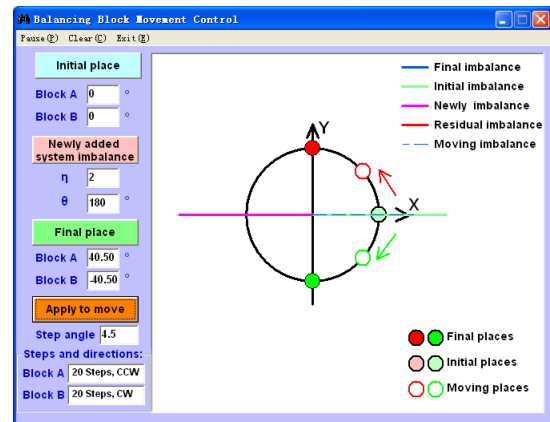 Balancing Block Movement Control
Pause(P) Clear(C) Exit(E)
Initial place
Block A 0 °
Block B 0 °
Newly added
system imbalance
η 2
θ 180 °
Final place
Block A 40.50 °
Block B -40.50 °
Apply to move
Step angle 4.5
Steps and directions:
Block A 20 Steps, CCW
Block B 20 Steps, CW
Final imbalance
Initial imbalance
Newly imbalance
Residual imbalance
Moving imbalance
Y
X
Final places
Initial places
Moving places